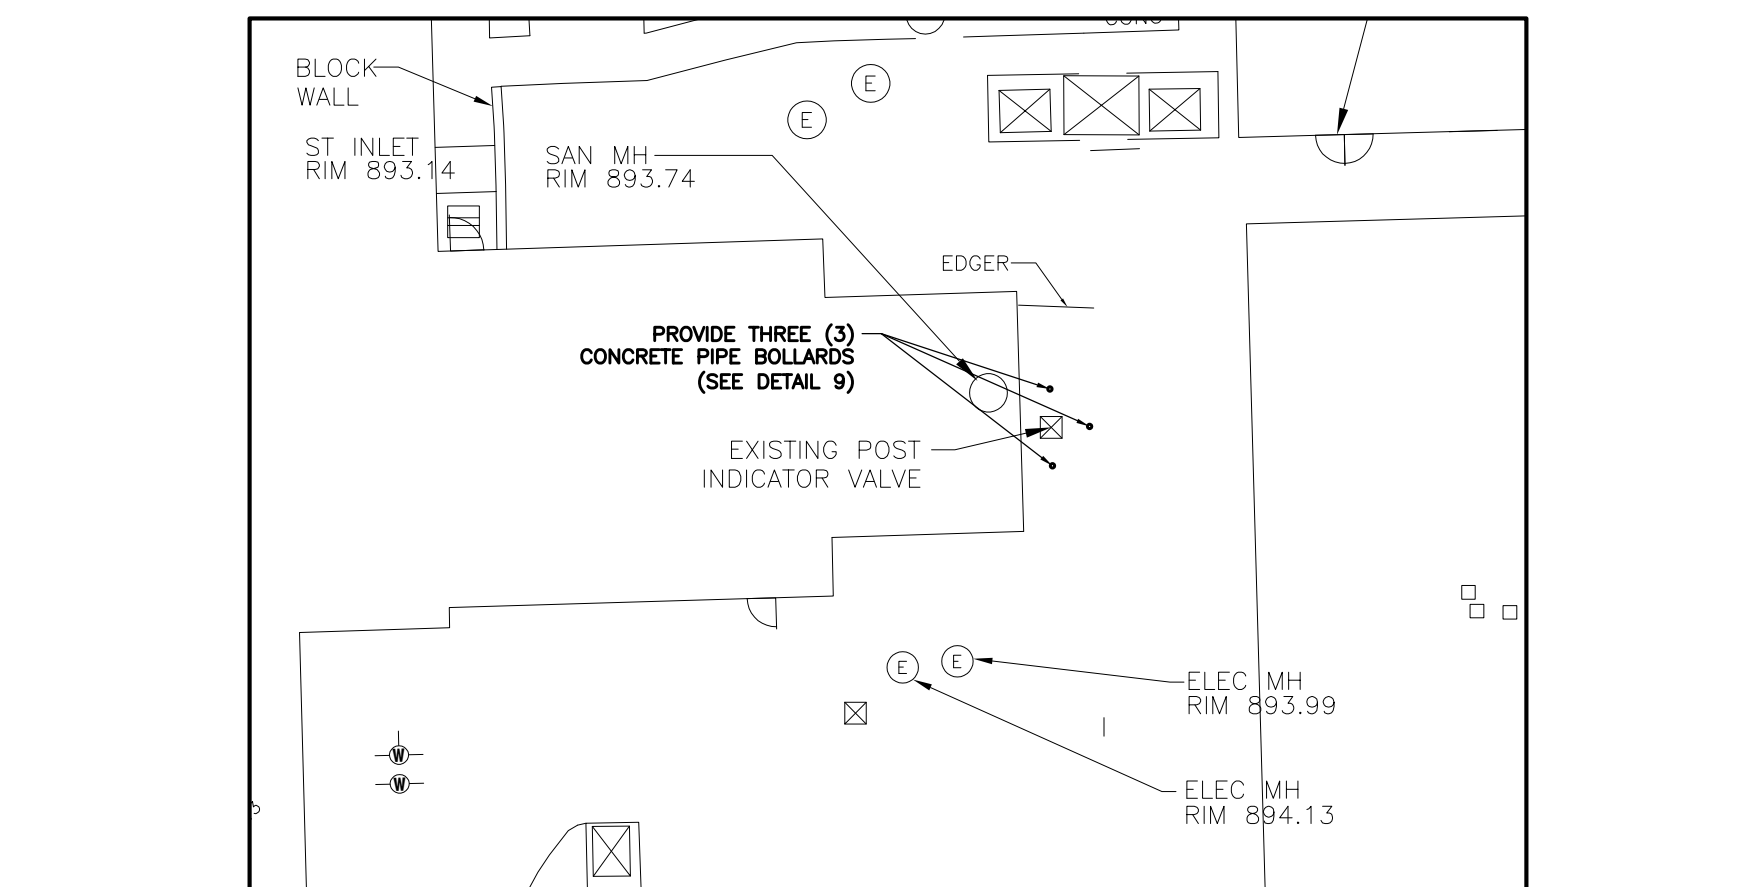 BLOCK
WALL
ST INLET
RIM 893.14
SAN MH
RIM 893.74
E
E
EDGER
PROVIDE THREE (3)
CONCRETE PIPE BOLLARDS
(SEE DETAIL 9)
EXISTING POST
INDICATOR VALVE
E
E
ELEC MH
RIM 893.99
W
W
ELEC MH
RIM 894.13